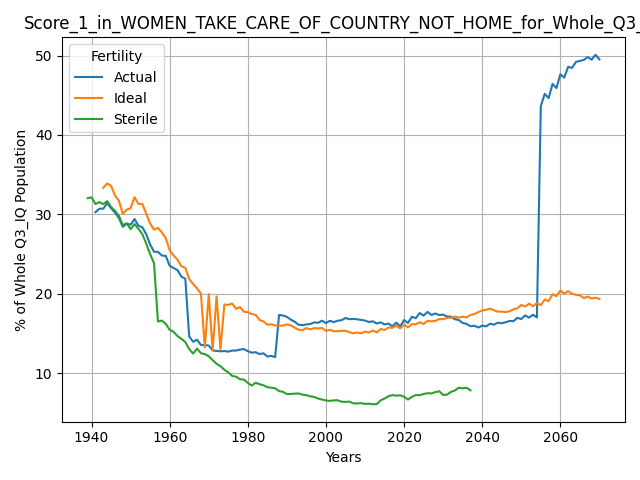 Score_1_in_WOMEN_TAKE_CARE_OF_COUNTRY_NOT_HOME_for_Whole_Q3_
Fertility
Actual
Ideal
Sterile
% of Whole Q3_IQ Population
50
40
30
20
10
1940 1960 1980 2000 2020 2040 2060
Years